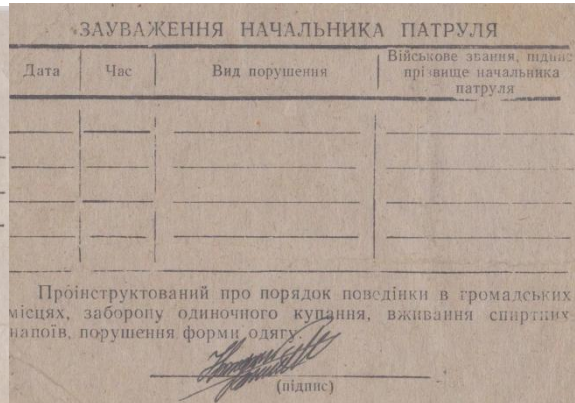 ЗАУВАЖЕННЯ НАЧАЛЬНИКА ПАТРУЛЯ
Дата
Час
Вид порушення
Військове звання, підпис
прізвище начальника
патруля
Проінструктований про порядок поведінки в громадських
місцях, заборону одиночного купання, вживання спиртних
напоїв, порушення форми одягу.
(підпис)